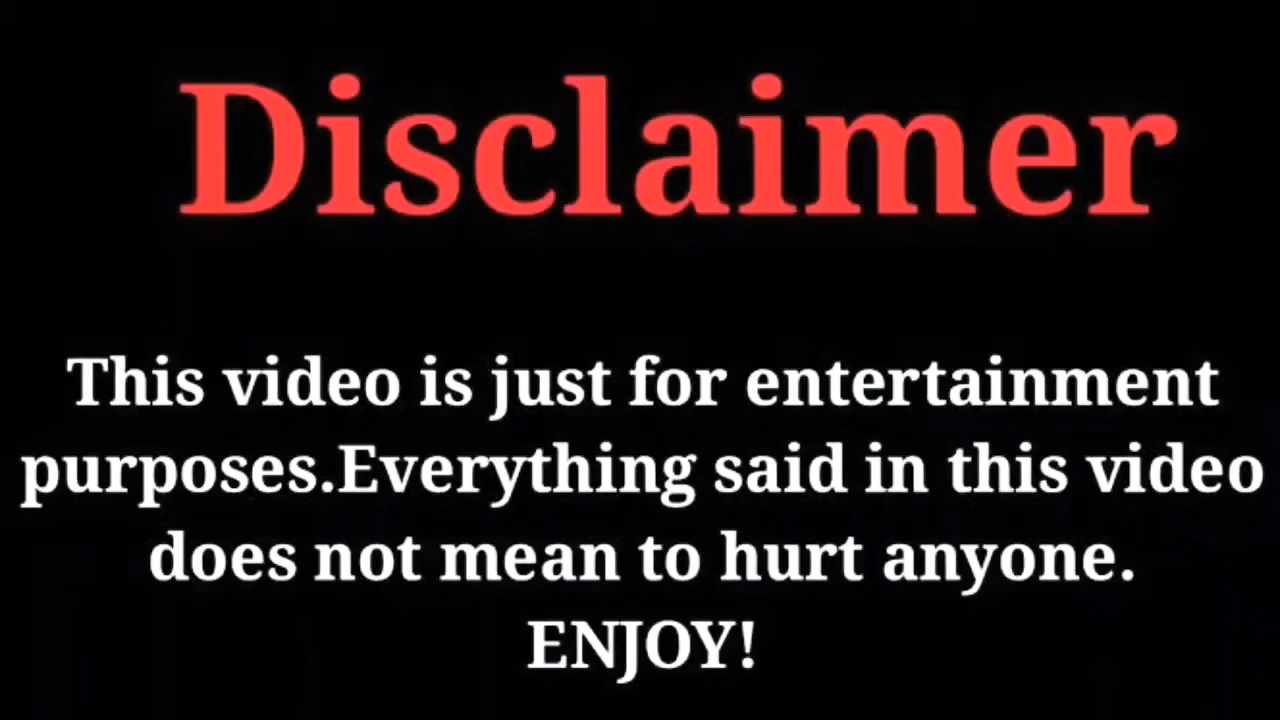 Disclaimer
This video is just for entertainment
purposes.Everything said in this video
does not mean to hurt anyone.
ENJOY!